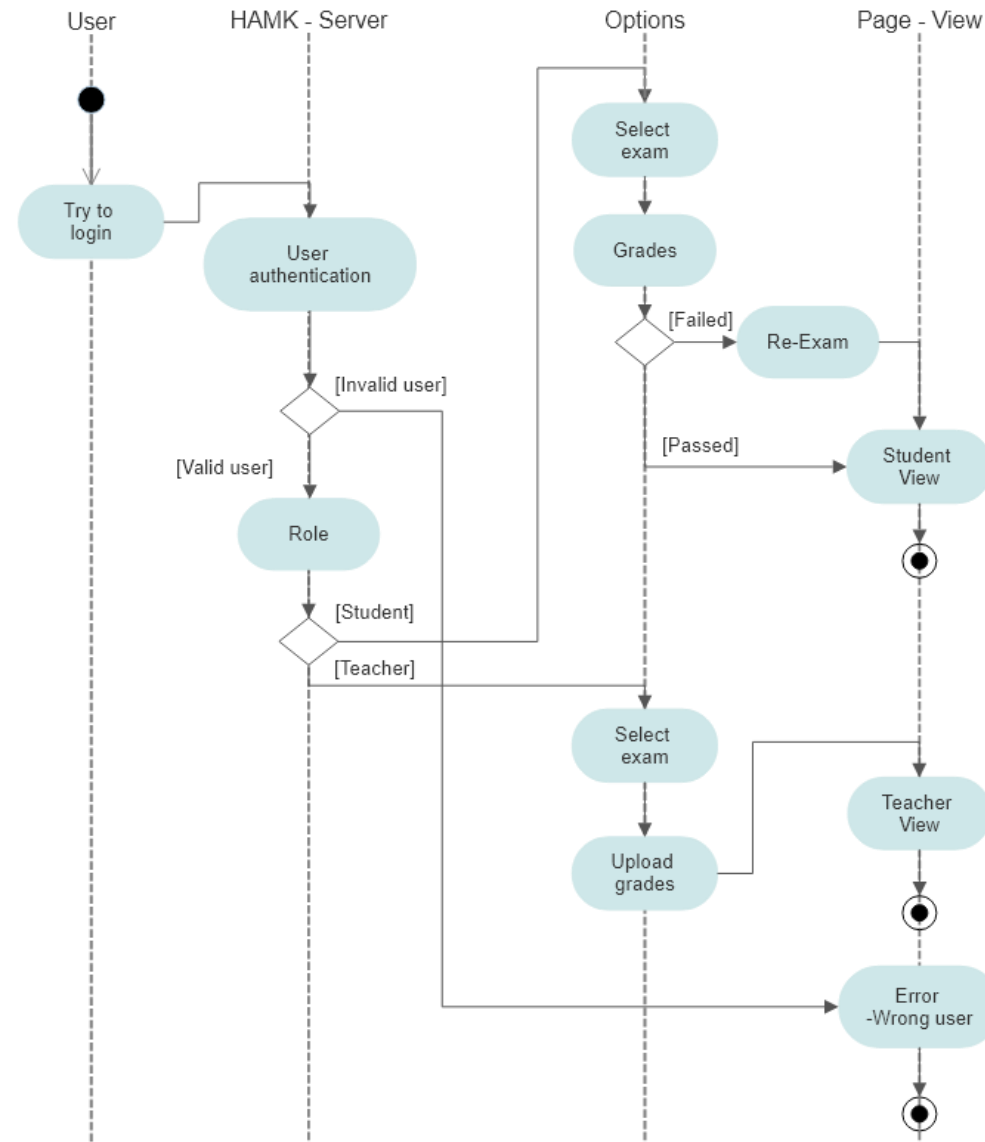 User
HAMK - Server
Options
Page - View
Select
exam
Try to
login
User
authentication
Grades
[Failed]
Re-Exam
[Invalid user]
[Passed]
Student
View
[Valid user]
Role
[Student]
[Teacher]
Select
exam
Teacher
View
Upload
grades
Error
-Wrong user